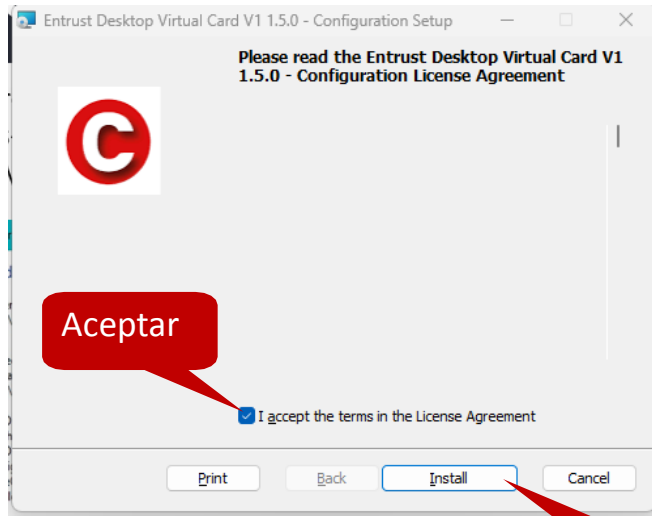 Entrust Desktop Virtual Card V1 1.5.0 - Configuration Setup
Please read the Entrust Desktop Virtual Card V1
1.5.0 - Configuration License Agreement
C
Aceptar
I accept the terms in the License Agreement
Print Back Install Cancel